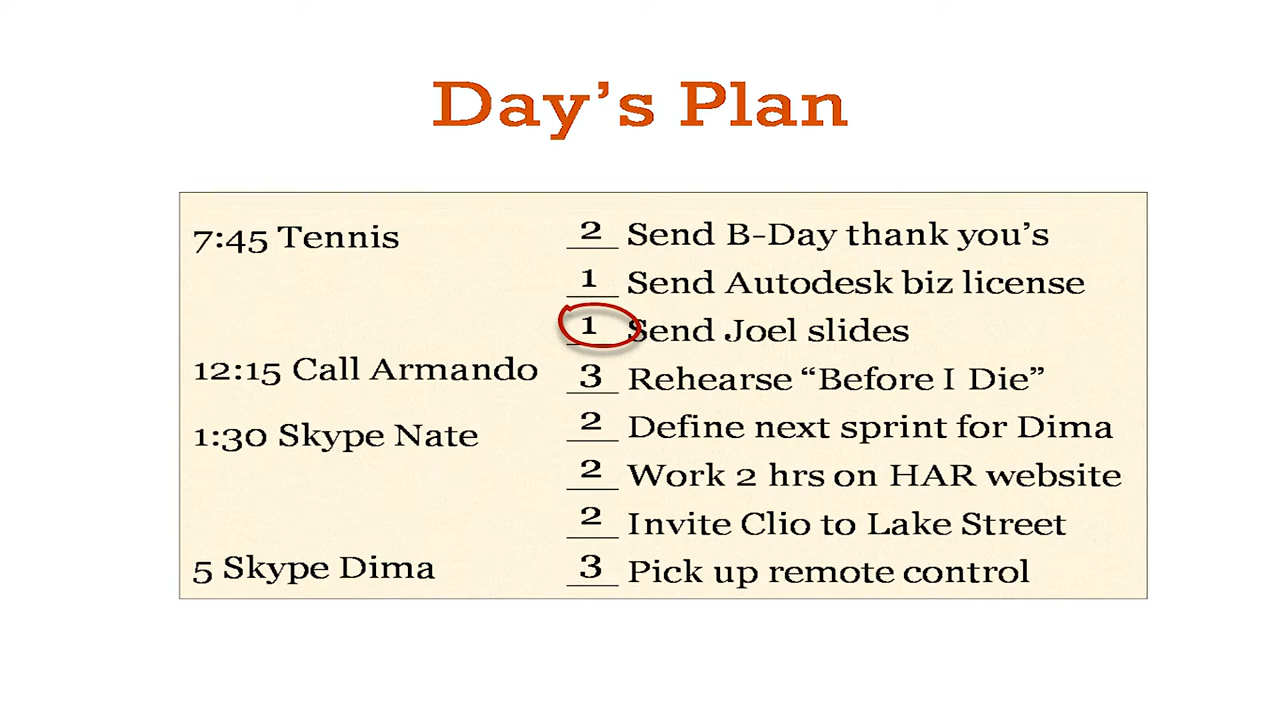 Day's Plan
7:45 Tennis
12:15 Call Armando
1:30 Skype Nate
5 Skype Dima
2 Send B-Day thank you's
1 Send Autodesk biz license
1 Send Joel slides
3 Rehearse “Before I Die”
2 Define next sprint for Dima
2 Work 2 hrs on HAR website
2 Invite Clio to Lake Street
3 Pick up remote control